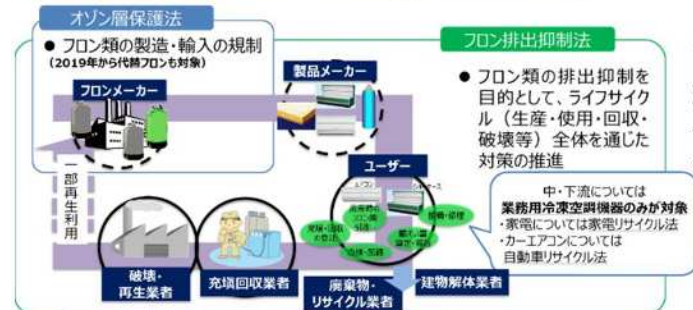 オゾン層保護法
● フロン類の製造・輸入の規制
(2019年から代替フロンも対象)
フロンメーカー
製品メーカー
フロン排出抑制法
● フロン類の排出抑制を
目的として、ライフサイク
ル(生産・使用・回収・
破壊等)全体を通じた
対策の推進
ユーザー
一部再生利用
中・下流については
業務用冷凍空調機器のみが対象
・家電については家電リサイクル法
・カーエアコンについては
自動車リサイクル法
破壊・
再生業者
充塡回収業者
廃棄物・
リサイクル業者
建物解体業者